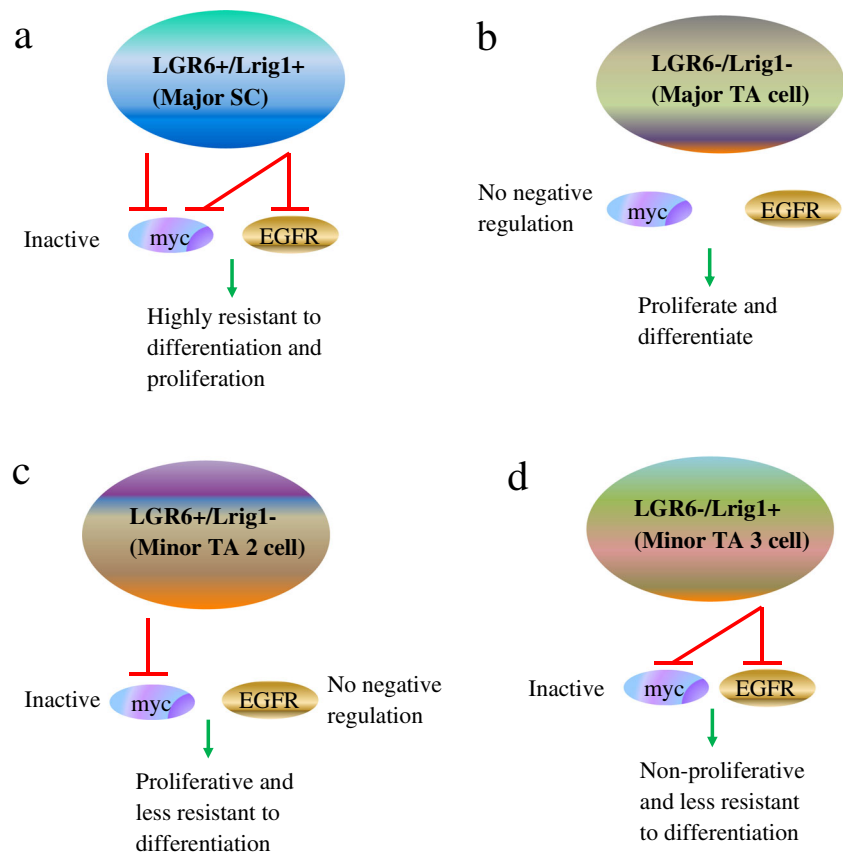 a
LGR6+/Lrig1+
(Major SC)
Inactive
myc
EGFR
Highly resistant to
differentiation and
proliferation
b
LGR6-/Lrig1-
(Major TA cell)
No negative
regulation
myc
EGFR
Proliferate and
differentiate
c
LGR6+/Lrig1-
(Minor TA 2 cell)
Inactive
myc
EGFR
No negative
regulation
Proliferative and
less resistant to
differentiation
d
LGR6-/Lrig1+
(Minor TA 3 cell)
Inactive
myc
EGFR
Non-proliferative
and less resistant
to differentiation